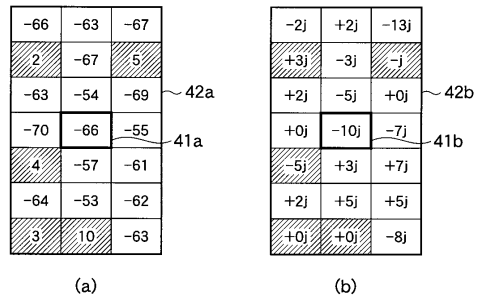 -66 -63 -67
2 -67 5
-63 -54 -69
42a
-70 -66 -55
41a
4 -57 -61
-64 -53 -62
3 10 -63
(a)
-2j +2j -13j
+3j -3j -j
+2j -5j +0j
42b
+0j -10j -7j
41b
-5j +3j +7j
+2j +5j +5j
+0j +0j -8j
(b)